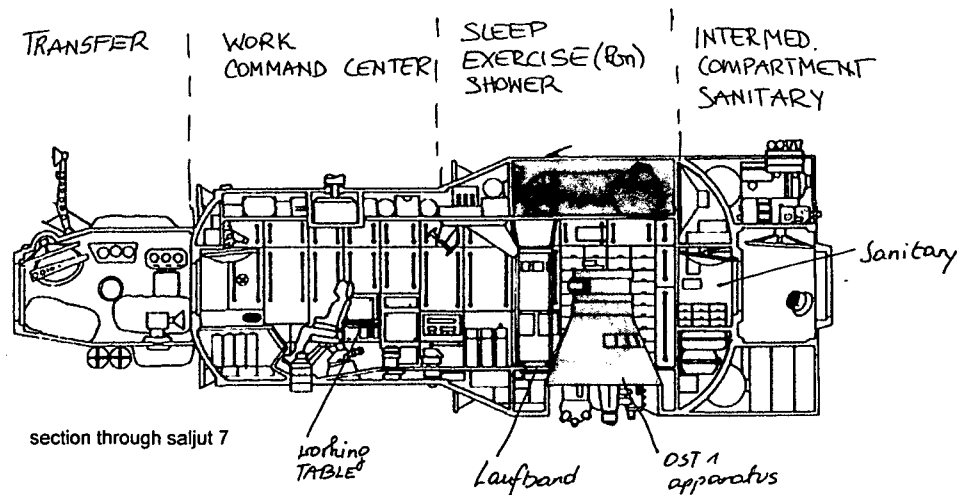 TRANSFER
WORK
COMMAND CENTER
SLEEP
EXERCISE (Run)
SHOWER
INTERMED.
COMPARTMENT
SANITARY
Sanitary
section through saljut 7
working
TABLE
Laufband
OST 1
apparatus